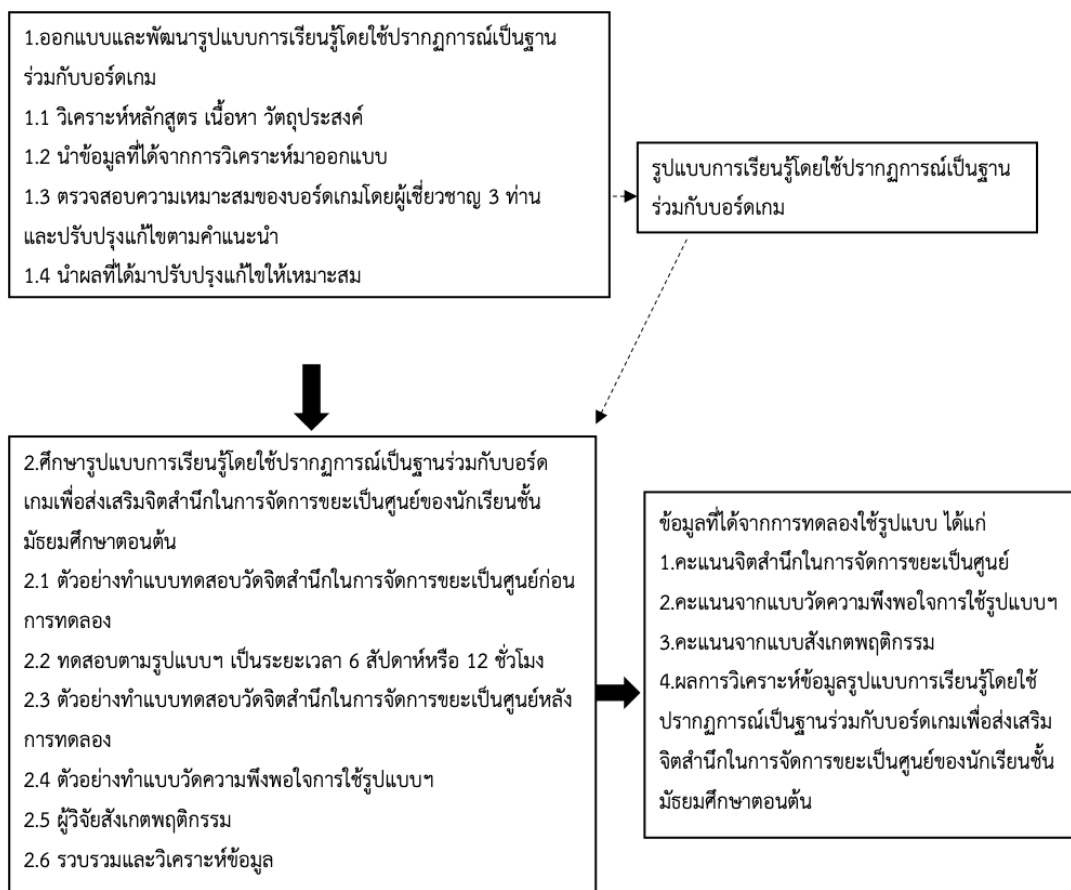 1.ออกแบบและพัฒนารูปแบบการเรียนรู้โดยใช้ปรากฏการณ์เป็นฐาน
ร่วมกับบอร์ดเกม
1.1 วิเคราะห์หลักสูตร เนื้อหา วัตถุประสงค์
1.2 นำข้อมูลที่ได้จากการวิเคราะห์มาออกแบบ
1.3 ตรวจสอบความเหมาะสมของบอร์ดเกมโดยผู้เชี่ยวชาญ 3 ท่าน
และปรับปรุงแก้ไขตามคำแนะนำ
1.4 นำผลที่ได้มาปรับปรุงแก้ไขให้เหมาะสม
รูปแบบการเรียนรู้โดยใช้ปรากฏการณ์เป็นฐาน
ร่วมกับบอร์ดเกม
2.ศึกษารูปแบบการเรียนรู้โดยใช้ปรากฏการณ์เป็นฐานร่วมกับบอร์ด
เกมเพื่อส่งเสริมจิตสำนึกในการจัดการขยะเป็นศูนย์ของนักเรียนชั้น
มัธยมศึกษาตอนต้น
2.1 ตัวอย่างทำแบบทดสอบวัดจิตสำนึกในการจัดการขยะเป็นศูนย์ก่อน
การทดลอง
2.2 ทดสอบตามรูปแบบฯ เป็นระยะเวลา 6 สัปดาห์หรือ 12 ชั่วโมง
2.3 ตัวอย่างทำแบบทดสอบวัดจิตสำนึกในการจัดการขยะเป็นศูนย์หลัง
การทดลอง
2.4 ตัวอย่างทำแบบวัดความพึงพอใจการใช้รูปแบบฯ
2.5 ผู้วิจัยสังเกตพฤติกรรม
2.6 รวบรวมและวิเคราะห์ข้อมูล
ข้อมูลที่ได้จากการทดลองใช้รูปแบบ ได้แก่
1.คะแนนจิตสำนึกในการจัดการขยะเป็นศูนย์
2.คะแนนจากแบบวัดความพึงพอใจการใช้รูปแบบฯ
3.คะแนนจากแบบสังเกตพฤติกรรม
4.ผลการวิเคราะห์ข้อมูลรูปแบบการเรียนรู้โดยใช้
ปรากฏการณ์เป็นฐานร่วมกับบอร์ดเกมเพื่อส่งเสริม
จิตสำนึกในการจัดการขยะเป็นศูนย์ของนักเรียนชั้น
มัธยมศึกษาตอนต้น